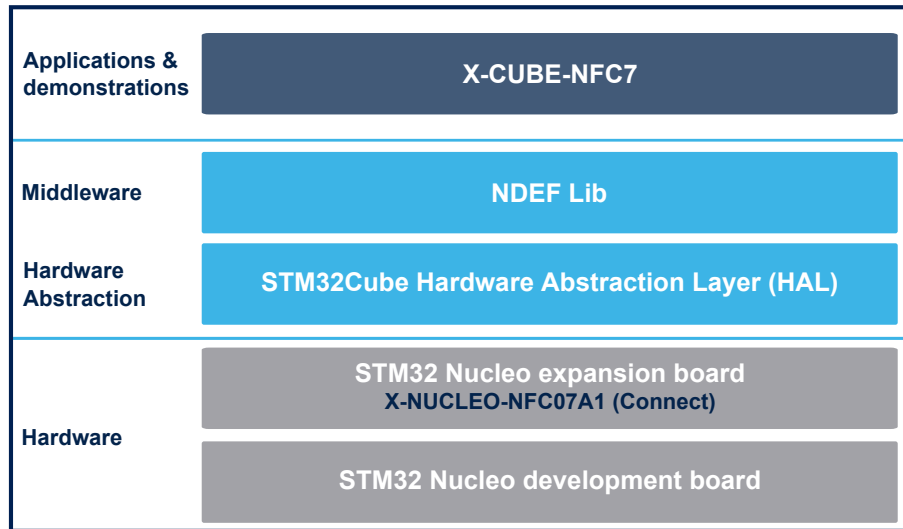 Applications &
demonstrations
X-CUBE-NFC7
Middleware
NDEF Lib
Hardware
Abstraction
STM32Cube Hardware Abstraction Layer (HAL)
Hardware
STM32 Nucleo expansion board
X-NUCLEO-NFC07A1 (Connect)
STM32 Nucleo development board